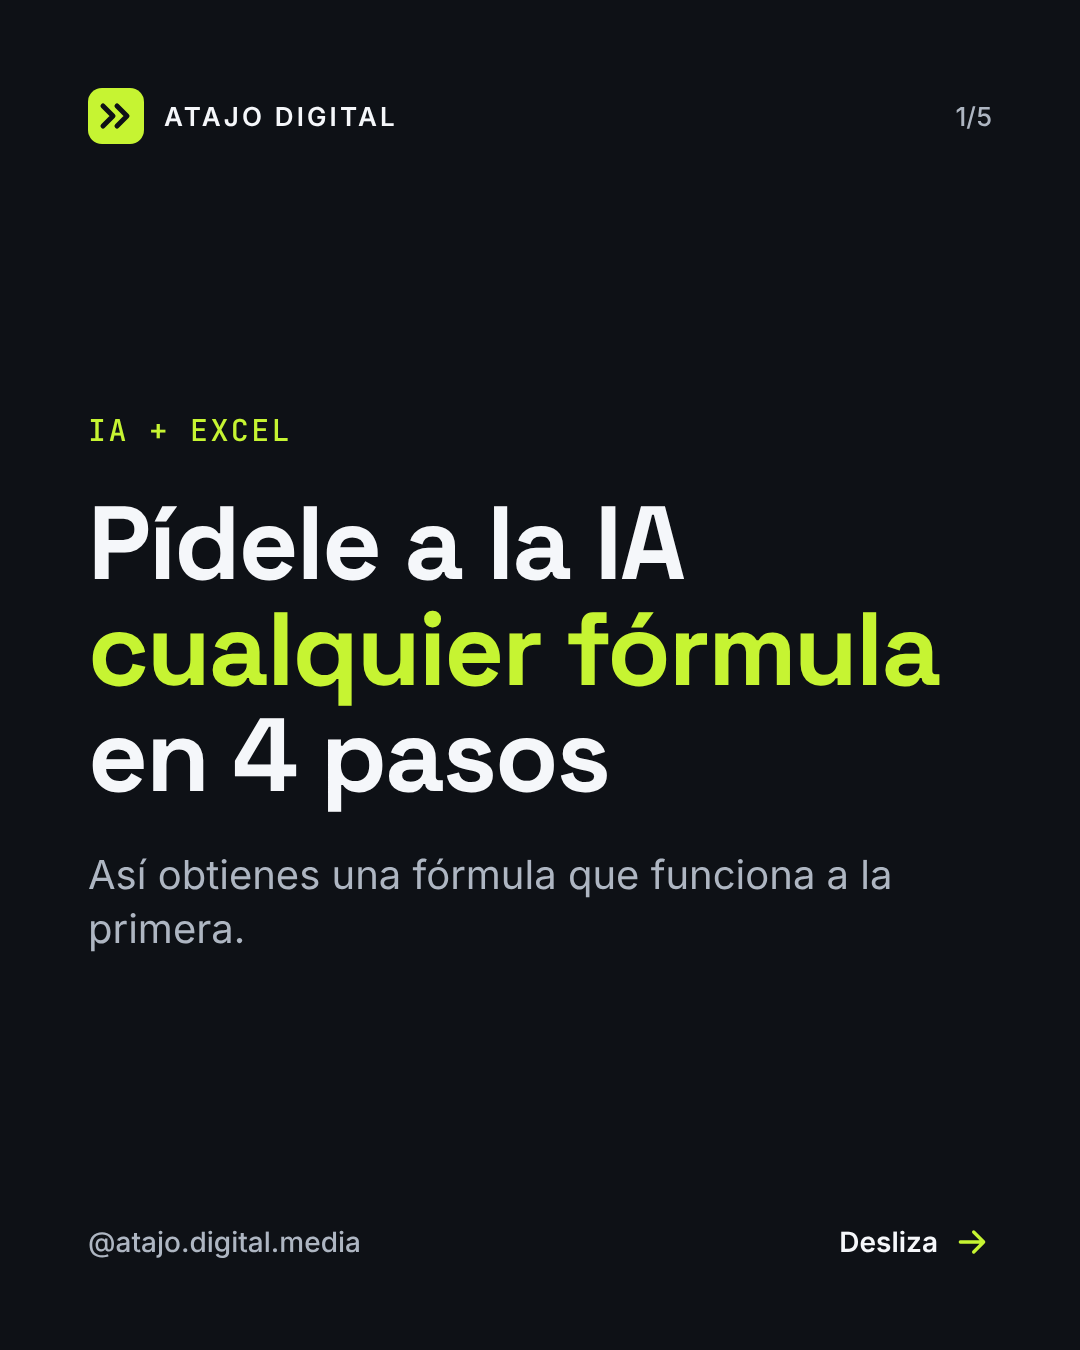 ATAJO DIGITAL
1/5
IA + EXCEL
Pídele a la IA
cualquier fórmula
en 4 pasos
Así obtienes una fórmula que funciona a la
primera.
@atajo.digital.media
Desliza →